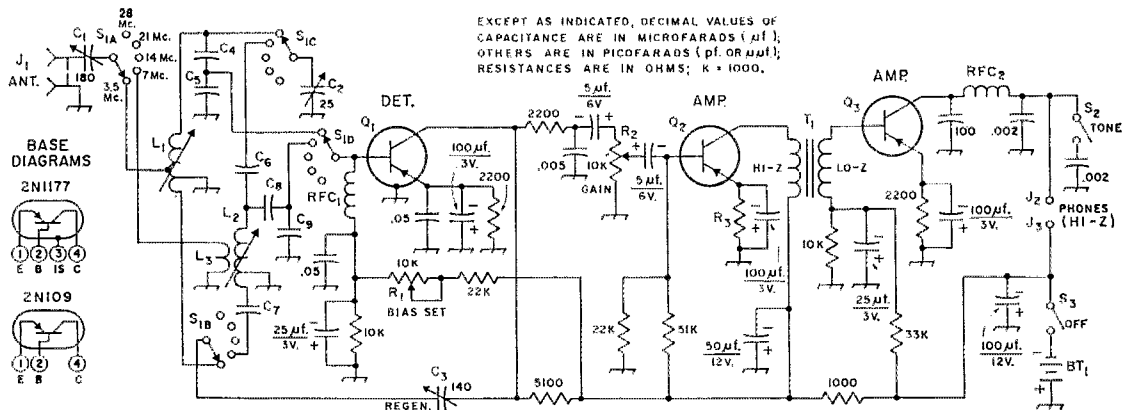 EXCEPT AS INDICATED, DECIMAL VALUES OF
CAPACITANCE ARE IN MICROFARADS (μf);
OTHERS ARE IN PICOFARADS (pf. OR μμf);
RESISTANCES ARE IN OHMS; K = 1000.
28
Mc.
21 Mc.
14 Mc.
7 Mc.
3.5
Mc.
J1
ANT.
C1
180
S1A
C4
C5
S1C
C2
25
L1
S1D
C6
C8
L2
C9
L3
C7
S1B
BASE
DIAGRAMS
2N1177
1 2 3 4
E B IS C
2N109
1 2 4
E B C
DET.
Q1
RFC1
.05
25 μf.
3V.
10K
10K
R1
BIAS SET
22K
.05
100 μf.
3V.
2200
C3
140
REGEN.
5100
2200
.005
5 μf.
6V
R2
10K
GAIN
5 μf.
6V.
AMP.
Q2
R3
100 μf.
3V.
22K
51K
50 μf.
12V.
T1
HI-Z
LO-Z
10K
25 μf.
3V.
33K
1000
AMP.
Q3
2200
100 μf.
3V.
RFC2
100
.002
S2
TONE
.002
J2
PHONES
(HI-Z)
J3
S3
OFF
100 μf.
12V.
BT1